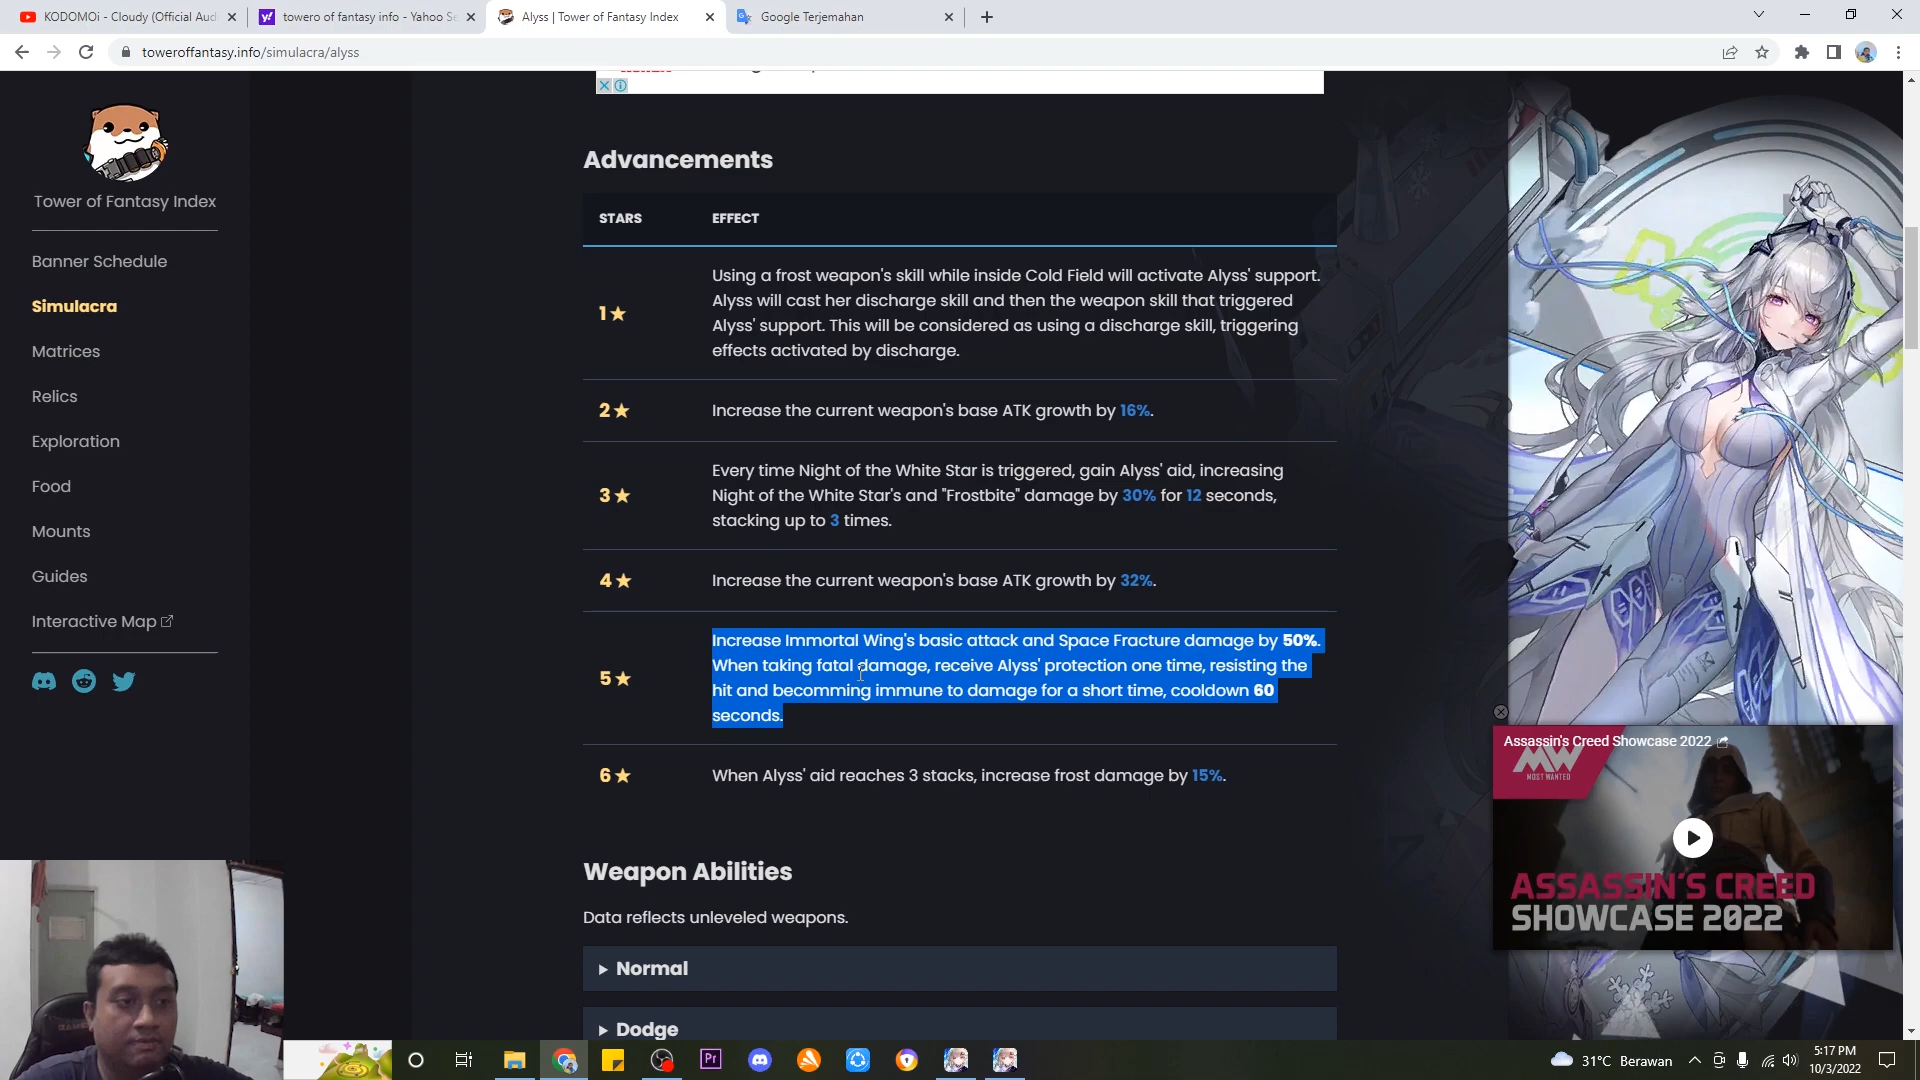 KODOMOi - Cloudy (Official Aud
towero of fantasy info - Yahoo Se
Alyss | Tower of Fantasy Index
Google Terjemahan
toweroffantasy.info/simulacra/alyss
Tower of Fantasy Index
Banner Schedule
Simulacra
Matrices
Relics
Exploration
Food
Mounts
Guides
Interactive Map
Advancements
STARS EFFECT
1★ Using a frost weapon's skill while inside Cold Field will activate Alyss' support.
Alyss will cast her discharge skill and then the weapon skill that triggered
Alyss' support. This will be considered as using a discharge skill, triggering
effects activated by discharge.
2★ Increase the current weapon's base ATK growth by 16%.
3★ Every time Night of the White Star is triggered, gain Alyss' aid, increasing
Night of the White Star's and "Frostbite" damage by 30% for 12 seconds,
stacking up to 3 times.
4★ Increase the current weapon's base ATK growth by 32%.
5★ Increase Immortal Wing's basic attack and Space Fracture damage by 50%.
When taking fatal damage, receive Alyss' protection one time, resisting the
hit and becomming immune to damage for a short time, cooldown 60
seconds.
6★ When Alyss' aid reaches 3 stacks, increase frost damage by 15%.
Weapon Abilities
Data reflects unleveled weapons.
Normal
Dodge
Assassin's Creed Showcase 2022
MW
MOST WANTED
ASSASSIN'S CREED
SHOWCASE 2022
Pr
31°C Berawan
5:17 PM
10/3/2022